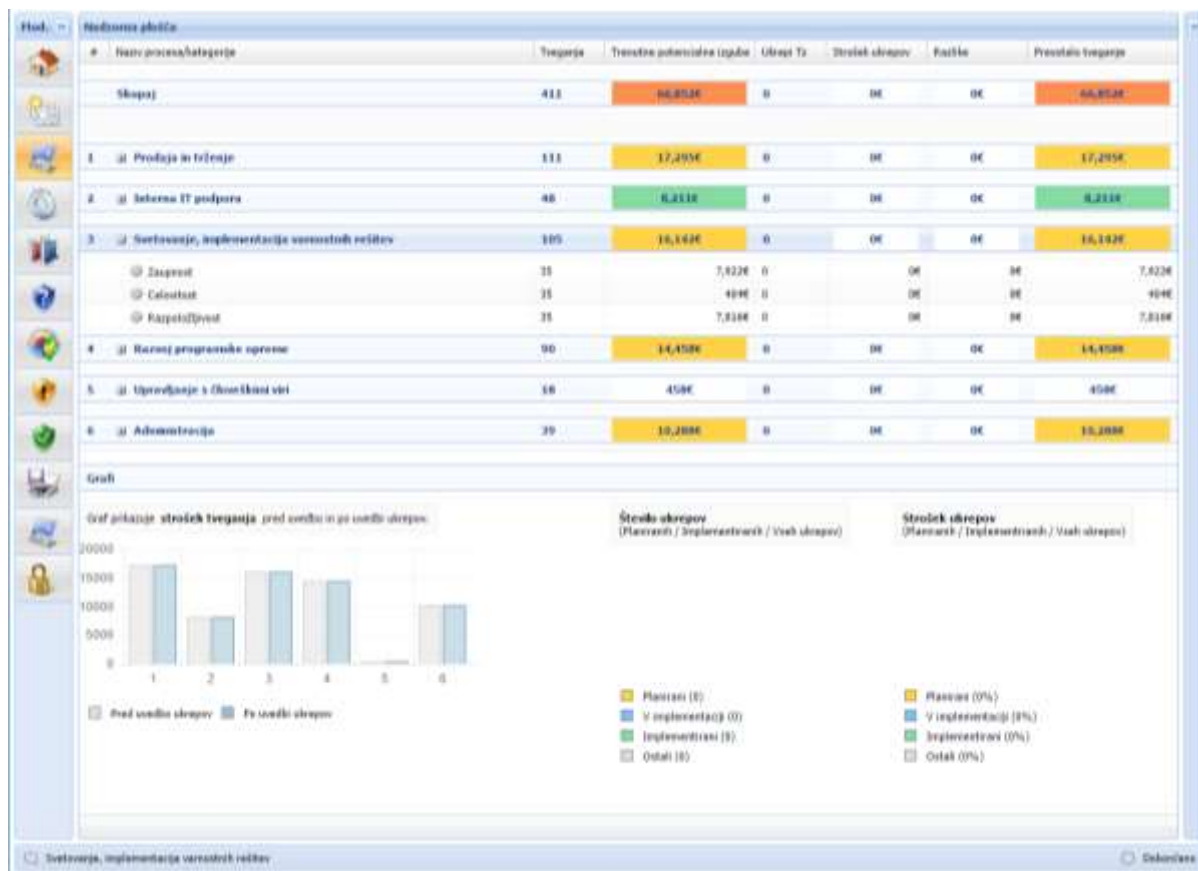 Mod.
Nadzorna plošča
# Naziv procesa/kategorije Tveganja Trenutne potencialne izgube Ukrepi Tz Strošek ukrepov Razlika Preostalo tveganje
Skupaj 411 66,852€ 0 0€ 0€ 66,852€
1 Prodaja in trženje 111 17,295€ 0 0€ 0€ 17,295€
2 Interna IT podpora 48 8,211€ 0 0€ 0€ 8,211€
3 Svetovanje, implementacija varnostnih rešitev 105 16,142€ 0 0€ 0€ 16,142€
Zaupnost 35 7,922€ 0 0€ 0€ 7,922€
Celovitost 35 404€ 0 0€ 0€ 404€
Razpoložljivost 35 7,816€ 0 0€ 0€ 7,816€
4 Razvoj programske opreme 90 14,458€ 0 0€ 0€ 14,458€
5 Upravljanje s človeškimi viri 18 458€ 0 0€ 0€ 458€
6 Administracija 39 10,288€ 0 0€ 0€ 10,288€
Grafi
Graf prikazuje strošek tveganja pred uvedbo in po uvedbi ukrepov.
20000
15000
10000
5000
0
1 2 3 4 5 6
Pred uvedbo ukrepov Po uvedbi ukrepov
Število ukrepov
(Planiranih / Implementiranih / Vseh ukrepov)
Planirani (0)
V implementaciji (0)
Implementirani (0)
Ostali (0)
Strošek ukrepov
(Planiranih / Implementiranih / Vseh ukrepov)
Planirani (0%)
V implementaciji (0%)
Implementirani (0%)
Ostali (0%)
Svetovanje, implementacija varnostnih rešitev
Dokončano